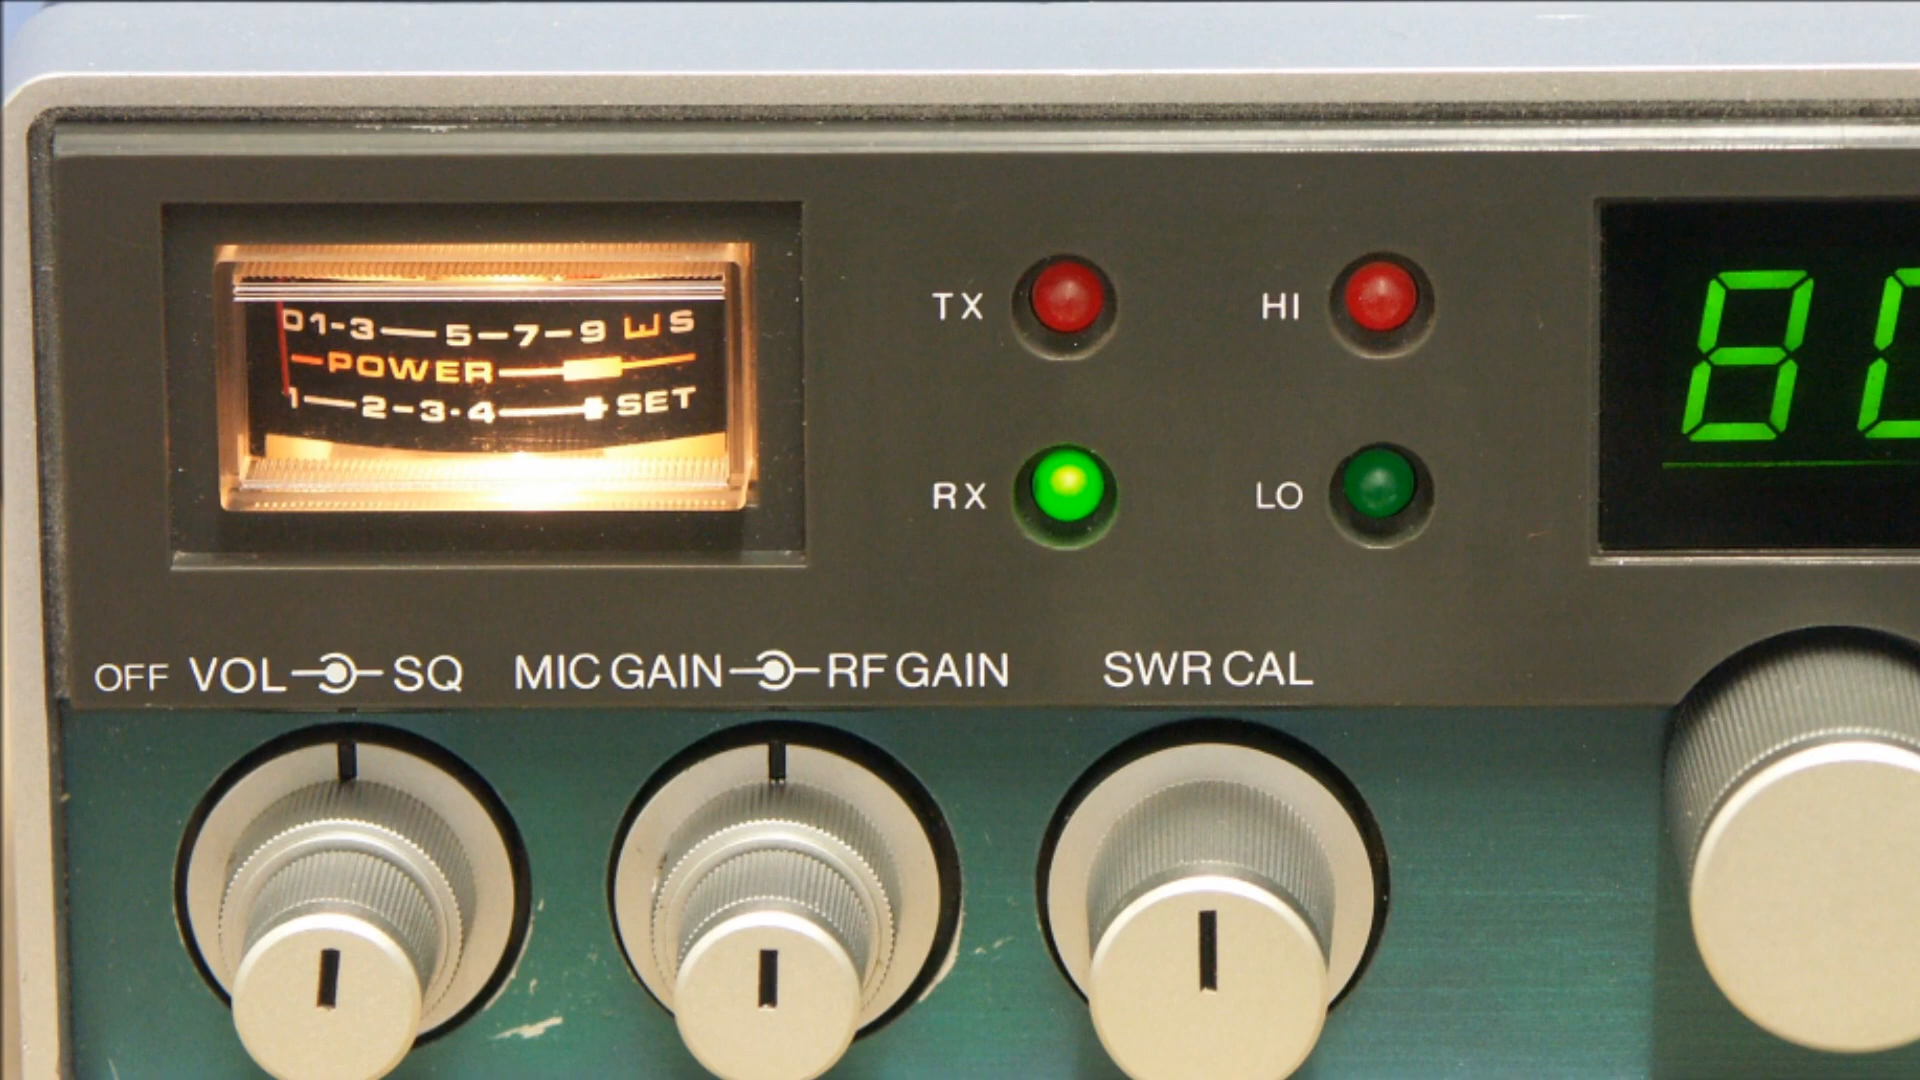 01-3—5-7-9 S
POWER
1—2-3·4—SET
TX
HI
RX
LO
8
OFF VOL SQ
MIC GAIN RF GAIN
SWR CAL